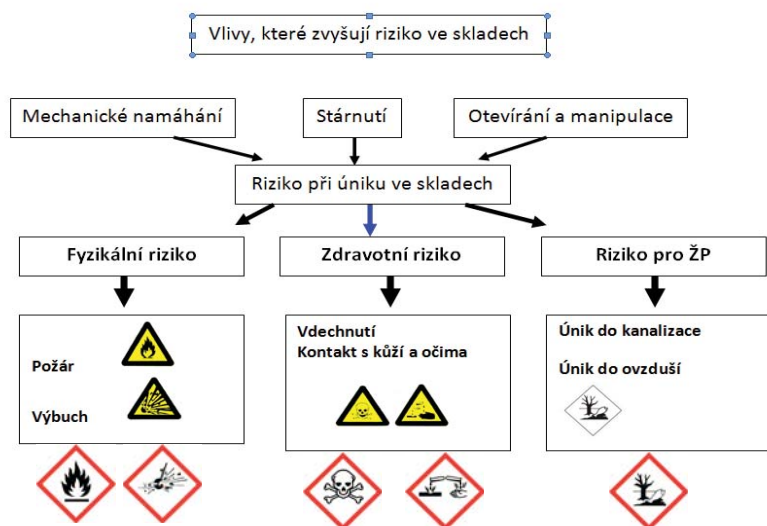 Vlivy, které zvyšují riziko ve skladech
Mechanické namáhání
Stárnutí
Otevírání a manipulace
Riziko při úniku ve skladech
Fyzikální riziko
Zdravotní riziko
Riziko pro ŽP
Požár
Výbuch
Vdechnutí
Kontakt s kůží a očima
Únik do kanalizace
Únik do ovzduší